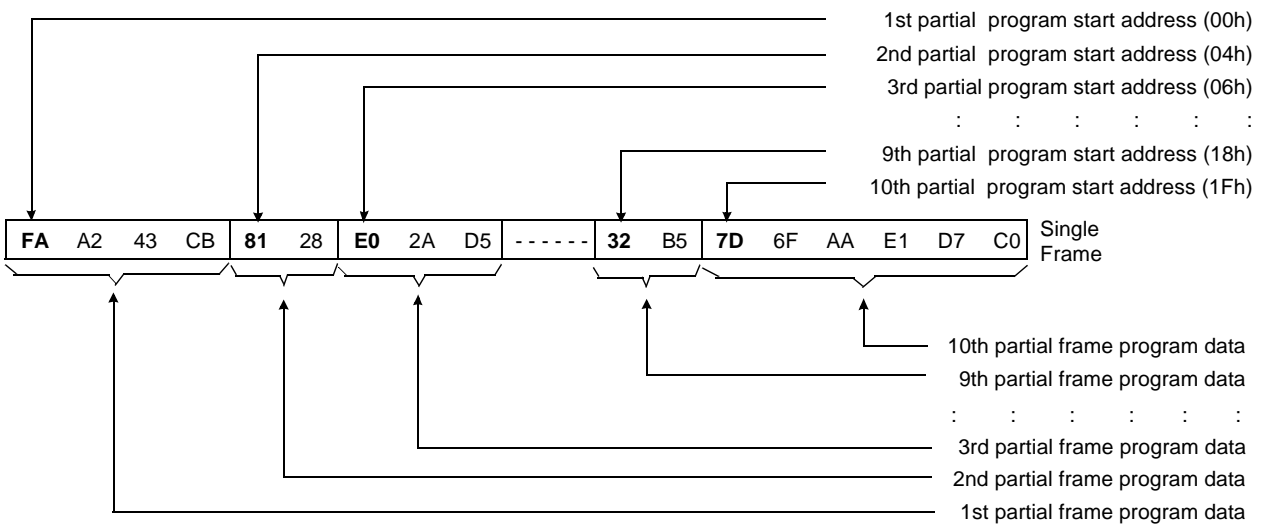 1st partial program start address (00h)
2nd partial program start address (04h)
3rd partial program start address (06h)
: : : : : :
9th partial program start address (18h)
10th partial program start address (1Fh)
FA A2 43 CB 81 28 E0 2A D5 - - - - - - 32 B5 7D 6F AA E1 D7 C0 Single
Frame
10th partial frame program data
9th partial frame program data
: : : : : :
3rd partial frame program data
2nd partial frame program data
1st partial frame program data